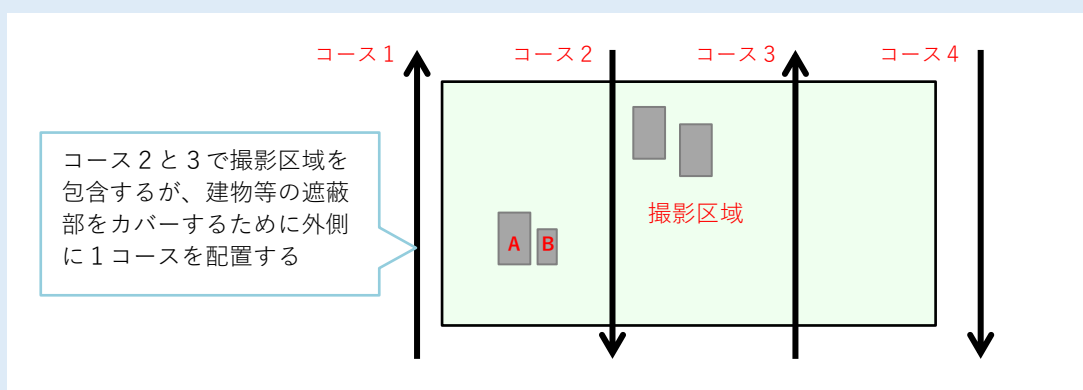 コース１
コース２
コース３
コース４
コース２と３で撮影区域を
包含するが、建物等の遮蔽
部をカバーするために外側
に１コースを配置する
撮影区域
A
B